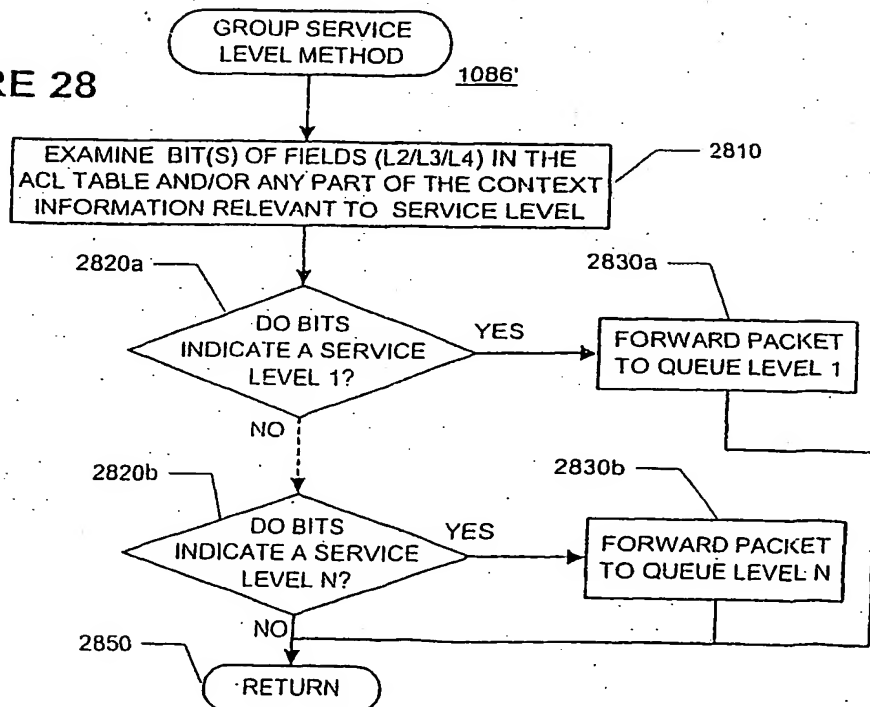 GROUP SERVICE
LEVEL METHOD
RE 28
1086'
EXAMINE BIT(S) OF FIELDS (L2/L3/L4) IN THE
ACL TABLE AND/OR ANY PART OF THE CONTEXT
INFORMATION RELEVANT TO SERVICE LEVEL
2810
2820a
2830a
DO BITS
INDICATE A SERVICE
LEVEL 1?
YES
FORWARD PACKET
TO QUEUE LEVEL 1
NO
2820b
2830b
DO BITS
INDICATE A SERVICE
LEVEL N?
YES
FORWARD PACKET
TO QUEUE LEVEL N
NO
2850
RETURN